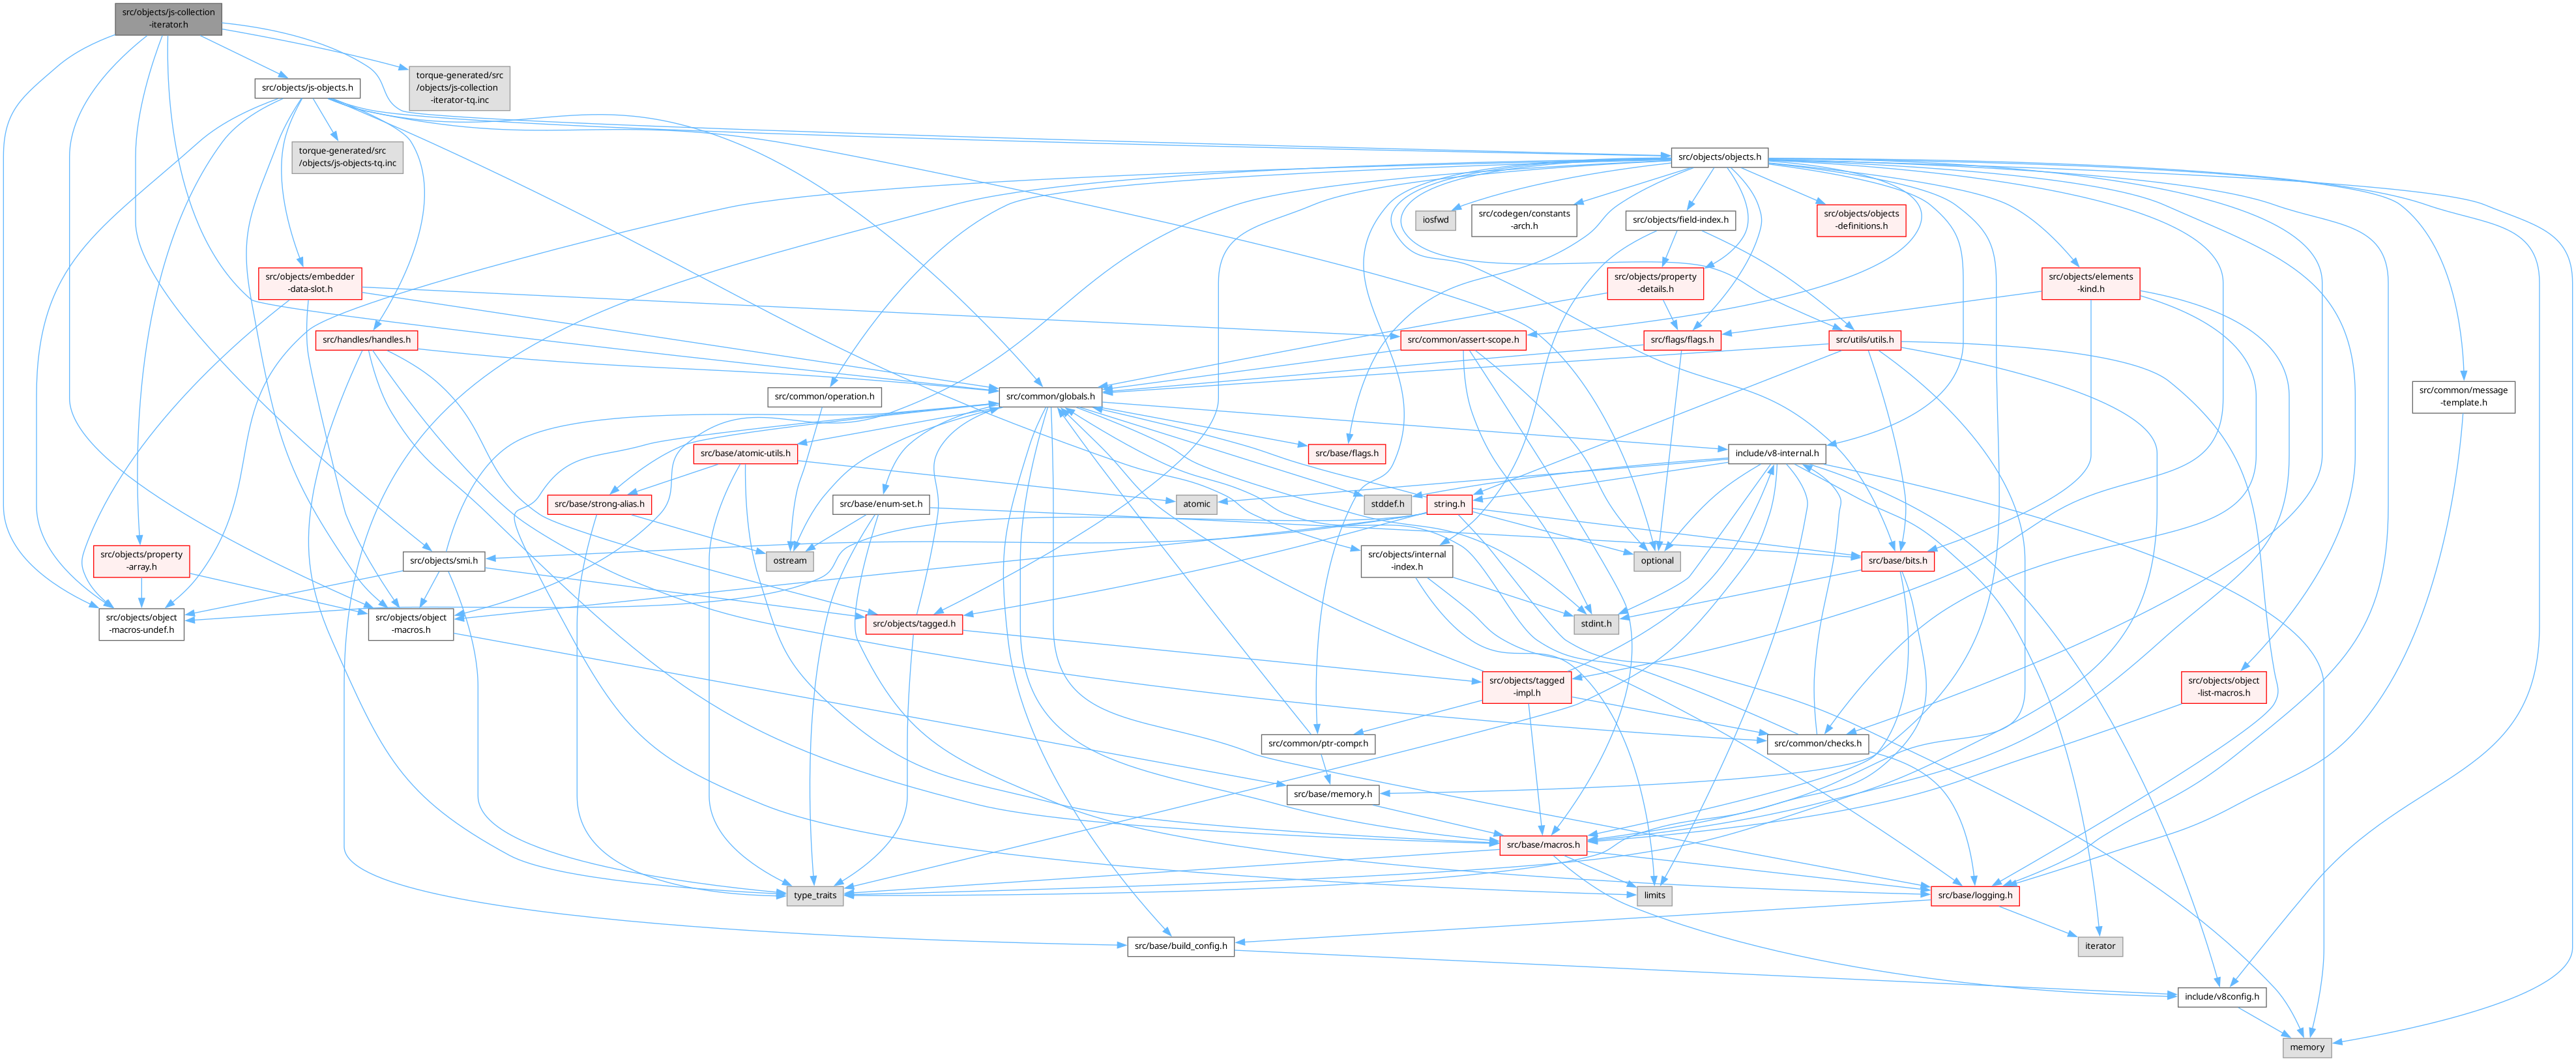 src/objects/js-collection
-iterator.h
src/objects/js-objects.h
torque-generated/src
/objects/js-collection
-iterator-tq.inc
torque-generated/src
/objects/js-objects-tq.inc
src/objects/objects.h
iosfwd
src/codegen/constants
-arch.h
src/objects/field-index.h
src/objects/objects
-definitions.h
src/objects/embedder
-data-slot.h
src/objects/property
-details.h
src/objects/elements
-kind.h
src/handles/handles.h
src/common/assert-scope.h
src/flags/flags.h
src/utils/utils.h
src/common/operation.h
src/common/globals.h
src/common/message
-template.h
src/base/atomic-utils.h
src/base/flags.h
include/v8-internal.h
src/base/strong-alias.h
src/base/enum-set.h
atomic
stddef.h
string.h
src/objects/property
-array.h
src/objects/smi.h
ostream
src/objects/internal
-index.h
optional
src/base/bits.h
src/objects/object
-macros-undef.h
src/objects/object
-macros.h
src/objects/tagged.h
stdint.h
src/objects/tagged
-impl.h
src/objects/object
-list-macros.h
src/common/ptr-compr.h
src/common/checks.h
src/base/memory.h
src/base/macros.h
type_traits
limits
src/base/logging.h
src/base/build_config.h
iterator
include/v8config.h
memory